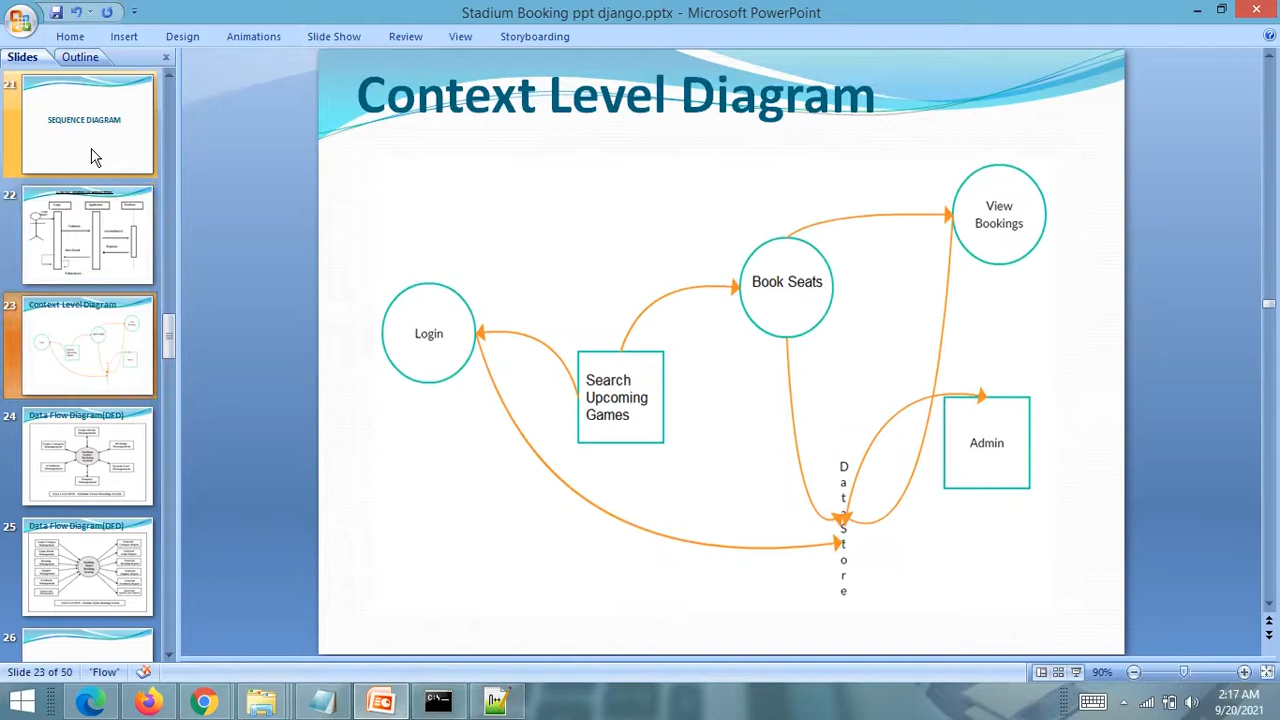 Stadium Booking ppt django.pptx - Microsoft PowerPoint
Home Insert Design Animations Slide Show Review View Storyboarding
Slides Outline
21
SEQUENCE DIAGRAM
22
23
Context Level Diagram
24
Data Flow Diagram(DFD)
25
Data Flow Diagram(DFD)
26
Context Level Diagram
View
Bookings
Book Seats
Login
Search
Upcoming
Games
Admin
Data Store
Slide 23 of 50 "Flow" 90%
2:17 AM
9/20/2021